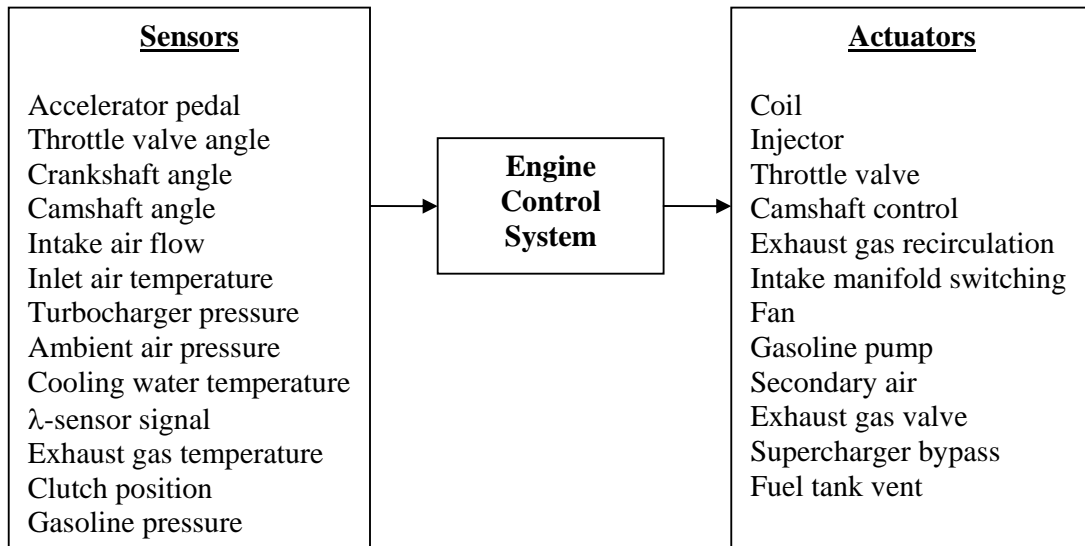 Sensors
Accelerator pedal
Throttle valve angle
Crankshaft angle
Camshaft angle
Intake air flow
Inlet air temperature
Turbocharger pressure
Ambient air pressure
Cooling water temperature
λ-sensor signal
Exhaust gas temperature
Clutch position
Gasoline pressure
Engine
Control
System
Actuators
Coil
Injector
Throttle valve
Camshaft control
Exhaust gas recirculation
Intake manifold switching
Fan
Gasoline pump
Secondary air
Exhaust gas valve
Supercharger bypass
Fuel tank vent